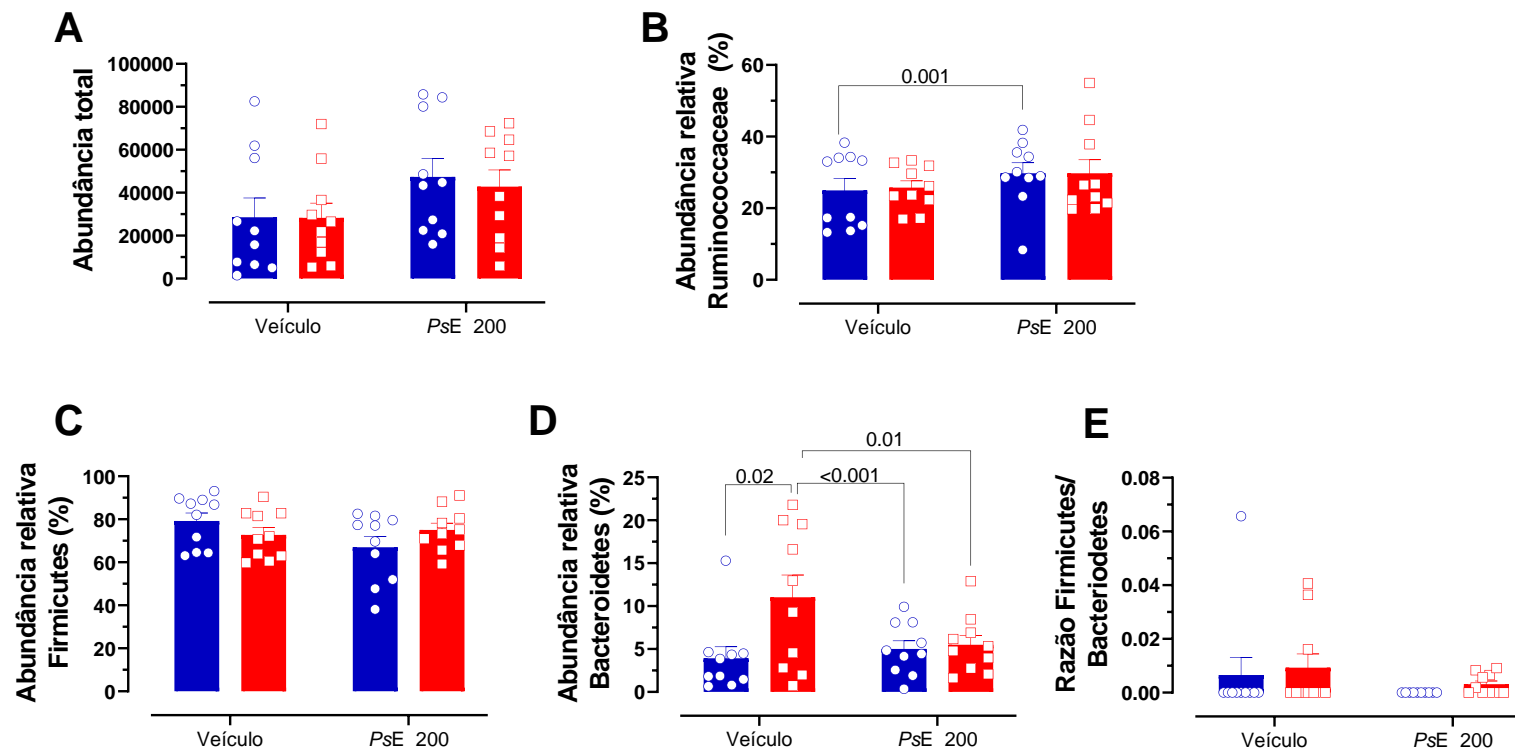 A
Abundância total
100000
80000
60000
40000
20000
0
Veículo
PsE 200
B
Abundância relativa
Ruminoccaceae (%)
60
40
20
0
0.001
Veículo
PsE 200
C
Abundância relativa
Firmicutes (%)
100
80
60
40
20
0
Veículo
PsE 200
D
Abundância relativa
Bacteroidetes (%)
25
20
15
10
5
0
0.01
0.02
<0.001
Veículo
PsE 200
E
Razão Firmicutes/
Bacteriodetes
0.08
0.06
0.04
0.02
0.00
Veículo
PsE 200